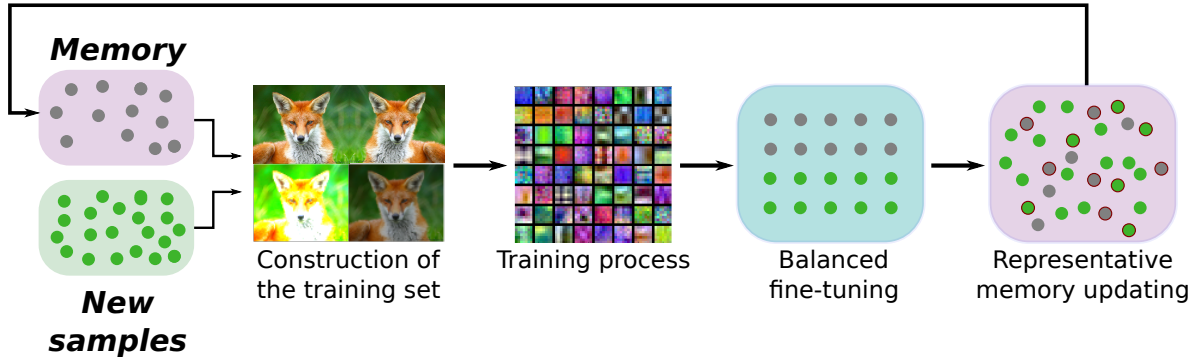 Memory
New
samples
Construction of
the training set
Training process
Balanced
fine-tuning
Representative
memory updating